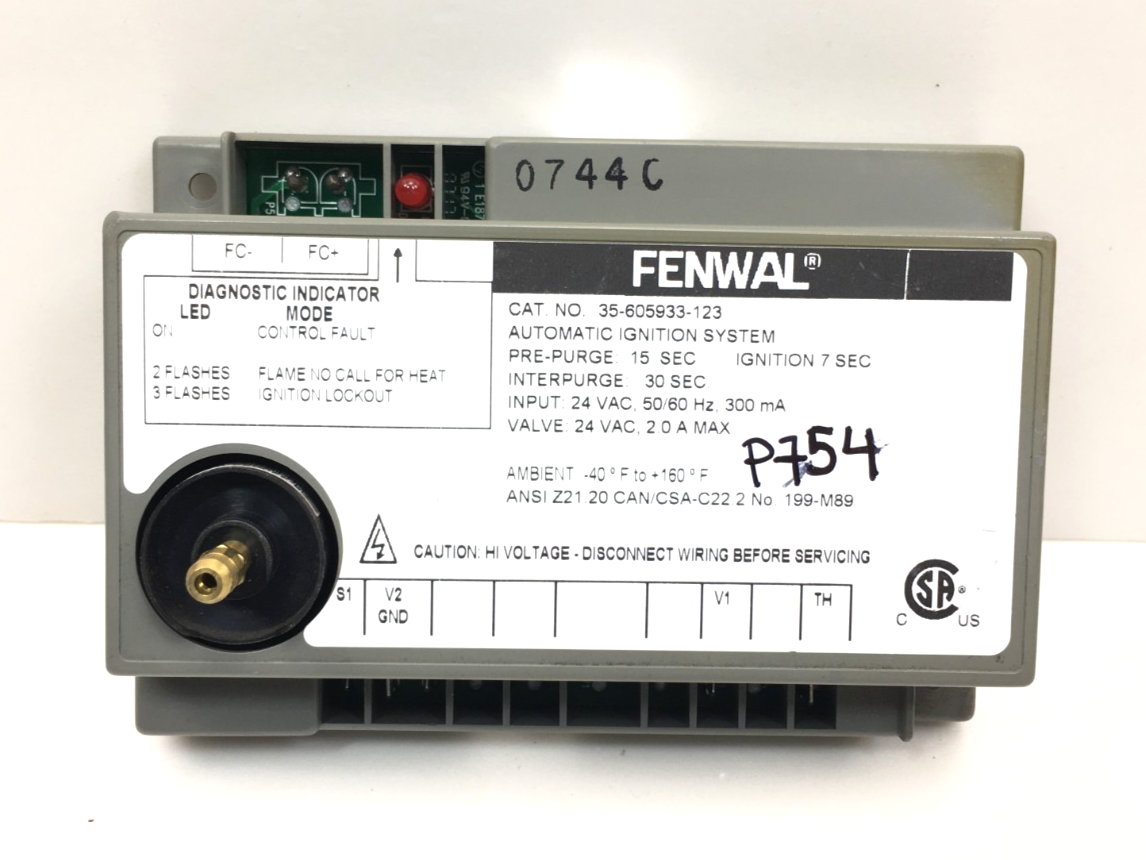 0744C
FC- FC+
FENWAL®
DIAGNOSTIC INDICATOR
LED MODE
ON CONTROL FAULT
2 FLASHES FLAME NO CALL FOR HEAT
3 FLASHES IGNITION LOCKOUT
CAT. NO. 35-605933-123
AUTOMATIC IGNITION SYSTEM
PRE-PURGE: 15 SEC IGNITION 7 SEC
INTERPURGE: 30 SEC
INPUT: 24 VAC, 50/60 Hz, 300 mA
VALVE: 24 VAC, 2.0 A MAX
P754
AMBIENT -40 ° F to +160 ° F
ANSI Z21.20 CAN/CSA-C22.2 No. 199-M89
CAUTION: HI VOLTAGE - DISCONNECT WIRING BEFORE SERVICING
S1 V2 V1 TH
GND
C SA ® US